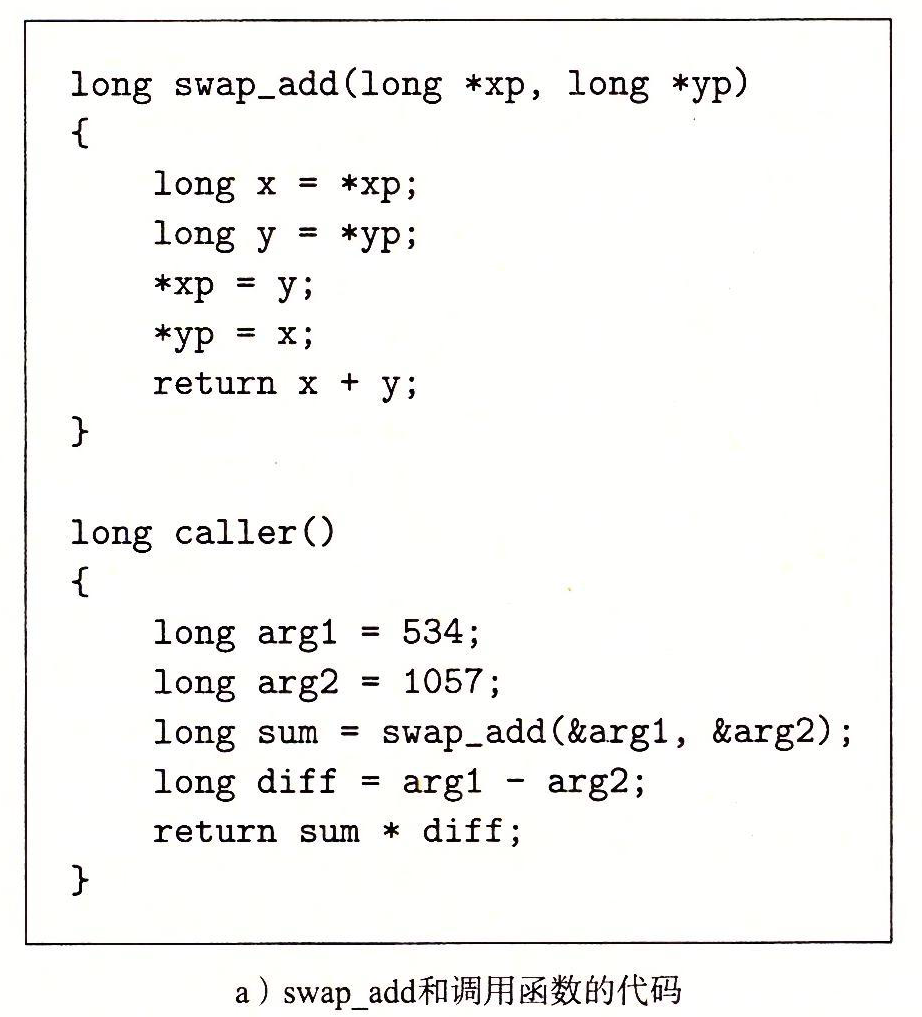 long swap_add(long *xp, long *yp)
{
    long x = *xp;
    long y = *yp;
    *xp = y;
    *yp = x;
    return x + y;
}

long caller()
{
    long arg1 = 534;
    long arg2 = 1057;
    long sum = swap_add(&arg1, &arg2);
    long diff = arg1 - arg2;
    return sum * diff;
}
a）swap_add和调用函数的代码